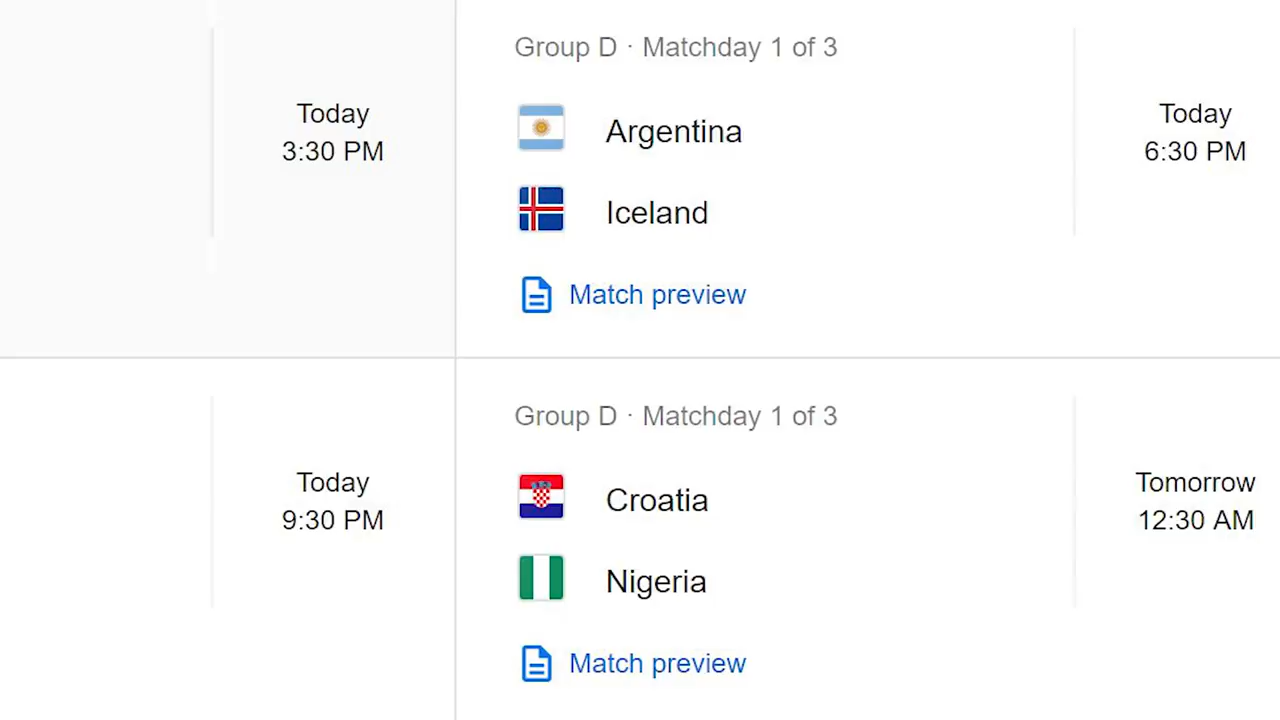 Today
3:30 PM
Group D · Matchday 1 of 3
Argentina
Iceland
Match preview
Today
6:30 PM
Today
9:30 PM
Group D · Matchday 1 of 3
Croatia
Nigeria
Match preview
Tomorrow
12:30 AM